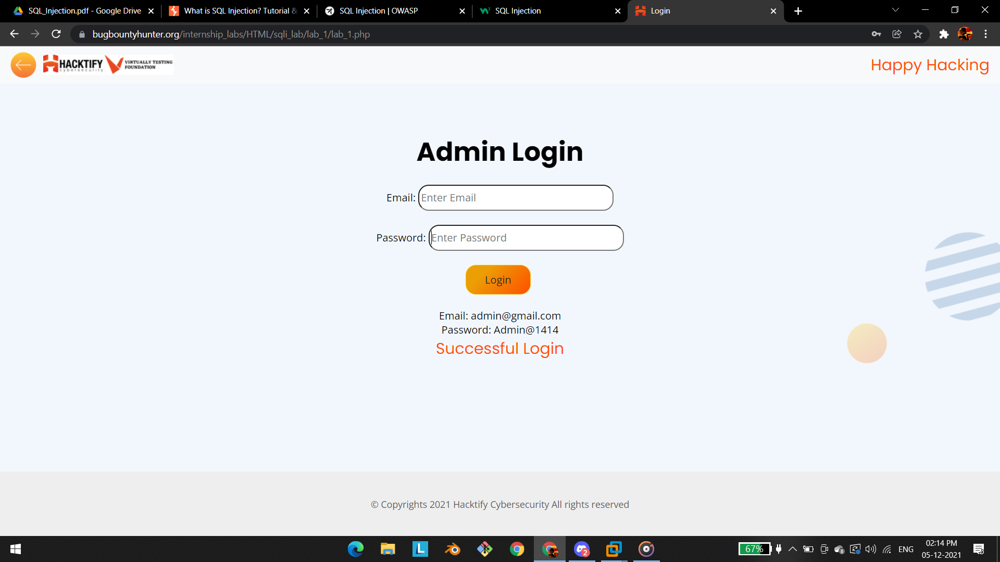 SQL_Injection.pdf - Google Drive
What is SQL Injection? Tutorial &
SQL Injection | OWASP
SQL Injection
Login
bugbountyhunter.org/internship_labs/HTML/sqli_lab/lab_1/lab_1.php
HACKTIFY
cybersecurity
VIRTUALLY TESTING
FOUNDATION
Happy Hacking
Admin Login
Email: Enter Email
Password: Enter Password
Login
Email: admin@gmail.com
Password: Admin@1414
Successful Login
© Copyrights 2021 Hacktify Cybersecurity All rights reserved
L
2
67%
ENG
02:14 PM
05-12-2021